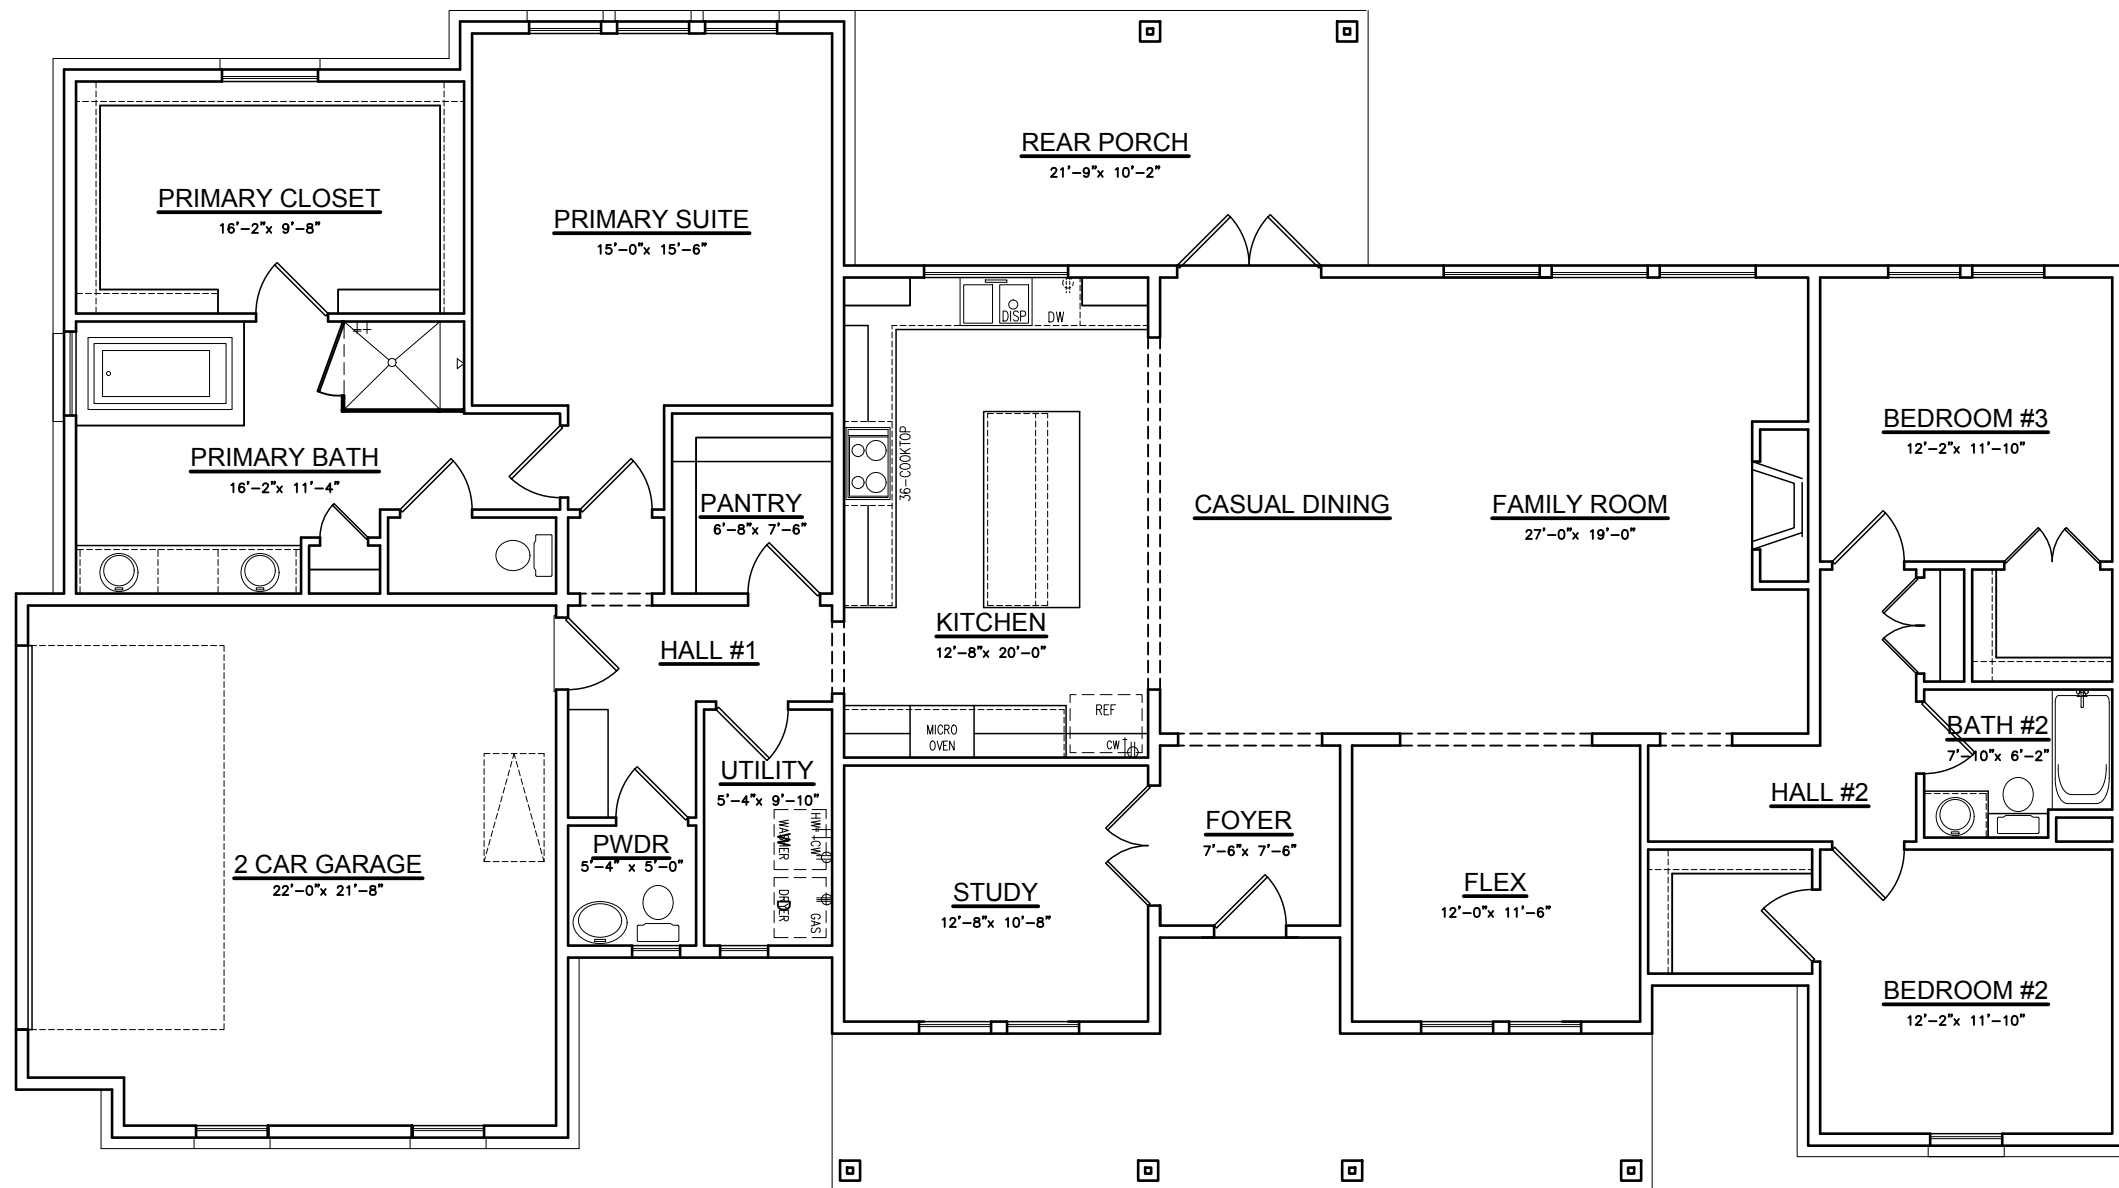 REAR PORCH
21'-9"x 10'-2"
PRIMARY CLOSET
16'-2"x 9'-8"
PRIMARY SUITE
15'-0"x 15'-6"
DISP
DW
PRIMARY BATH
16'-2"x 11'-4"
36-COOKTOP
PANTRY
6'-8"x 7'-6"
CASUAL DINING
FAMILY ROOM
27'-0"x 19'-0"
BEDROOM #3
12'-2"x 11'-10"
KITCHEN
12'-8"x 20'-0"
HALL #1
REF
CW
MICRO
OVEN
BATH #2
7'-10"x 6'-2"
UTILITY
5'-4"x 9'-10"
HW
CW
WASHER
W
DRYER
D
GAS
HALL #2
FOYER
7'-6"x 7'-6"
PWDR
5'-4" x 5'-0"
2 CAR GARAGE
22'-0"x 21'-8"
STUDY
12'-8"x 10'-8"
FLEX
12'-0"x 11'-6"
BEDROOM #2
12'-2"x 11'-10"